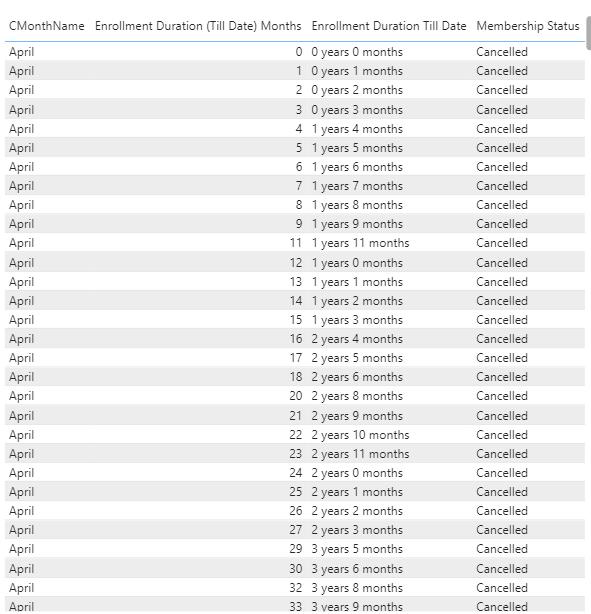 CMonthName Enrollment Duration (Till Date) Months Enrollment Duration Till Date Membership Status
April 0 0 years 0 months Cancelled
April 1 0 years 1 months Cancelled
April 2 0 years 2 months Cancelled
April 3 0 years 3 months Cancelled
April 4 1 years 4 months Cancelled
April 5 1 years 5 months Cancelled
April 6 1 years 6 months Cancelled
April 7 1 years 7 months Cancelled
April 8 1 years 8 months Cancelled
April 9 1 years 9 months Cancelled
April 11 1 years 11 months Cancelled
April 12 1 years 0 months Cancelled
April 13 1 years 1 months Cancelled
April 14 1 years 2 months Cancelled
April 15 1 years 3 months Cancelled
April 16 2 years 4 months Cancelled
April 17 2 years 5 months Cancelled
April 18 2 years 6 months Cancelled
April 20 2 years 8 months Cancelled
April 21 2 years 9 months Cancelled
April 22 2 years 10 months Cancelled
April 23 2 years 11 months Cancelled
April 24 2 years 0 months Cancelled
April 25 2 years 1 months Cancelled
April 26 2 years 2 months Cancelled
April 27 2 years 3 months Cancelled
April 29 3 years 5 months Cancelled
April 30 3 years 6 months Cancelled
April 32 3 years 8 months Cancelled
April 33 3 years 9 months Cancelled